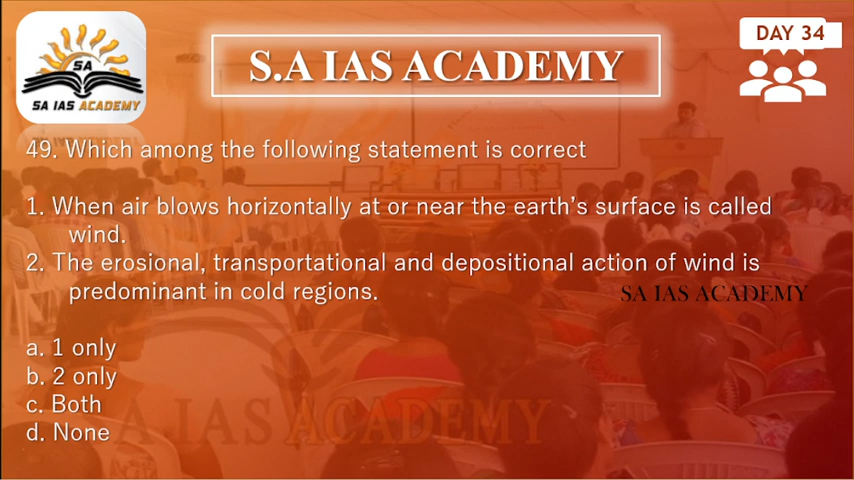 SA
SA IAS ACADEMY
S.A IAS ACADEMY
DAY 34
49. Which among the following statement is correct
1. When air blows horizontally at or near the earth's surface is called
wind.
2. The erosional, transportational and depositional action of wind is
predominant in cold regions.
SA IAS ACADEMY
a. 1 only
b. 2 only
c. Both
d. None
A IAS ACADEMY